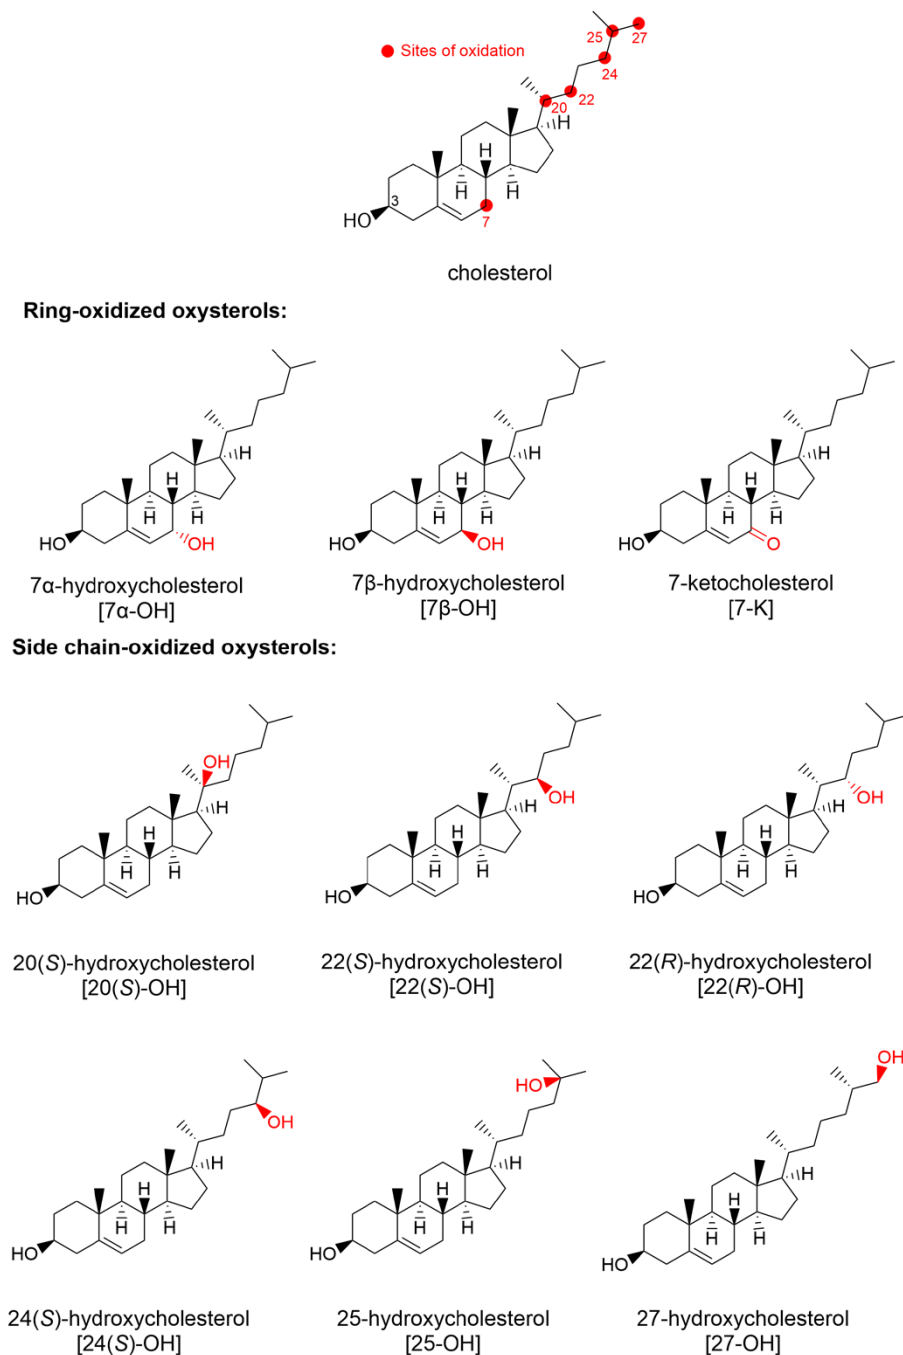 Sites of oxidation
25
27
24
22
20
H
H
H
H
3
HO
7
cholesterol
Ring-oxidized oxysterols:
H
H
H
H
HO
OH
7α-hydroxycholesterol
[7α-OH]
H
H
H
H
HO
OH
7β-hydroxycholesterol
[7β-OH]
H
H
H
H
HO
O
7-ketocholesterol
[7-K]
Side chain-oxidized oxysterols:
OH
H
H
H
H
HO
20(S)-hydroxycholesterol
[20(S)-OH]
OH
H
H
H
H
HO
22(S)-hydroxycholesterol
[22(S)-OH]
OH
H
H
H
H
HO
22(R)-hydroxycholesterol
[22(R)-OH]
OH
H
H
H
H
HO
24(S)-hydroxycholesterol
[24(S)-OH]
HO
H
H
H
H
HO
25-hydroxycholesterol
[25-OH]
OH
H
H
H
H
HO
27-hydroxycholesterol
[27-OH]